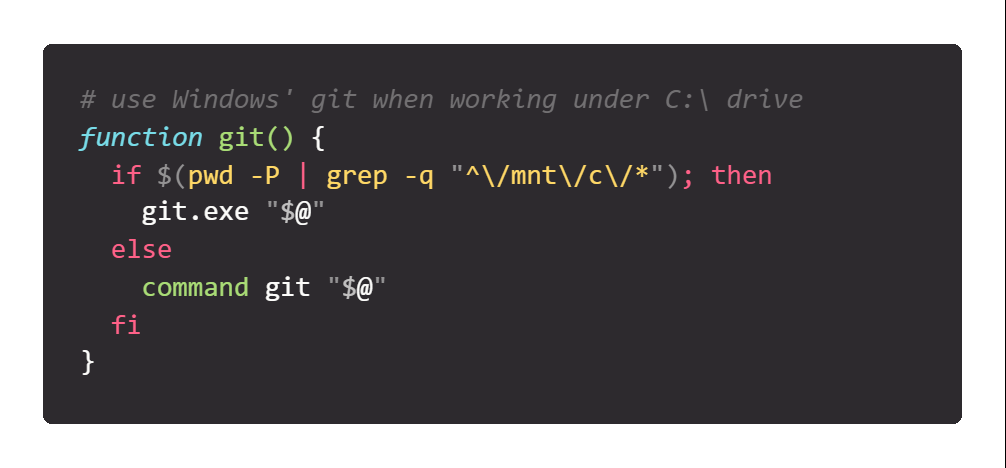 # use Windows' git when working under C:\ drive
function git() {
  if $(pwd -P | grep -q "^\/mnt\/c\/*"); then
    git.exe "$@"
  else
    command git "$@"
  fi
}